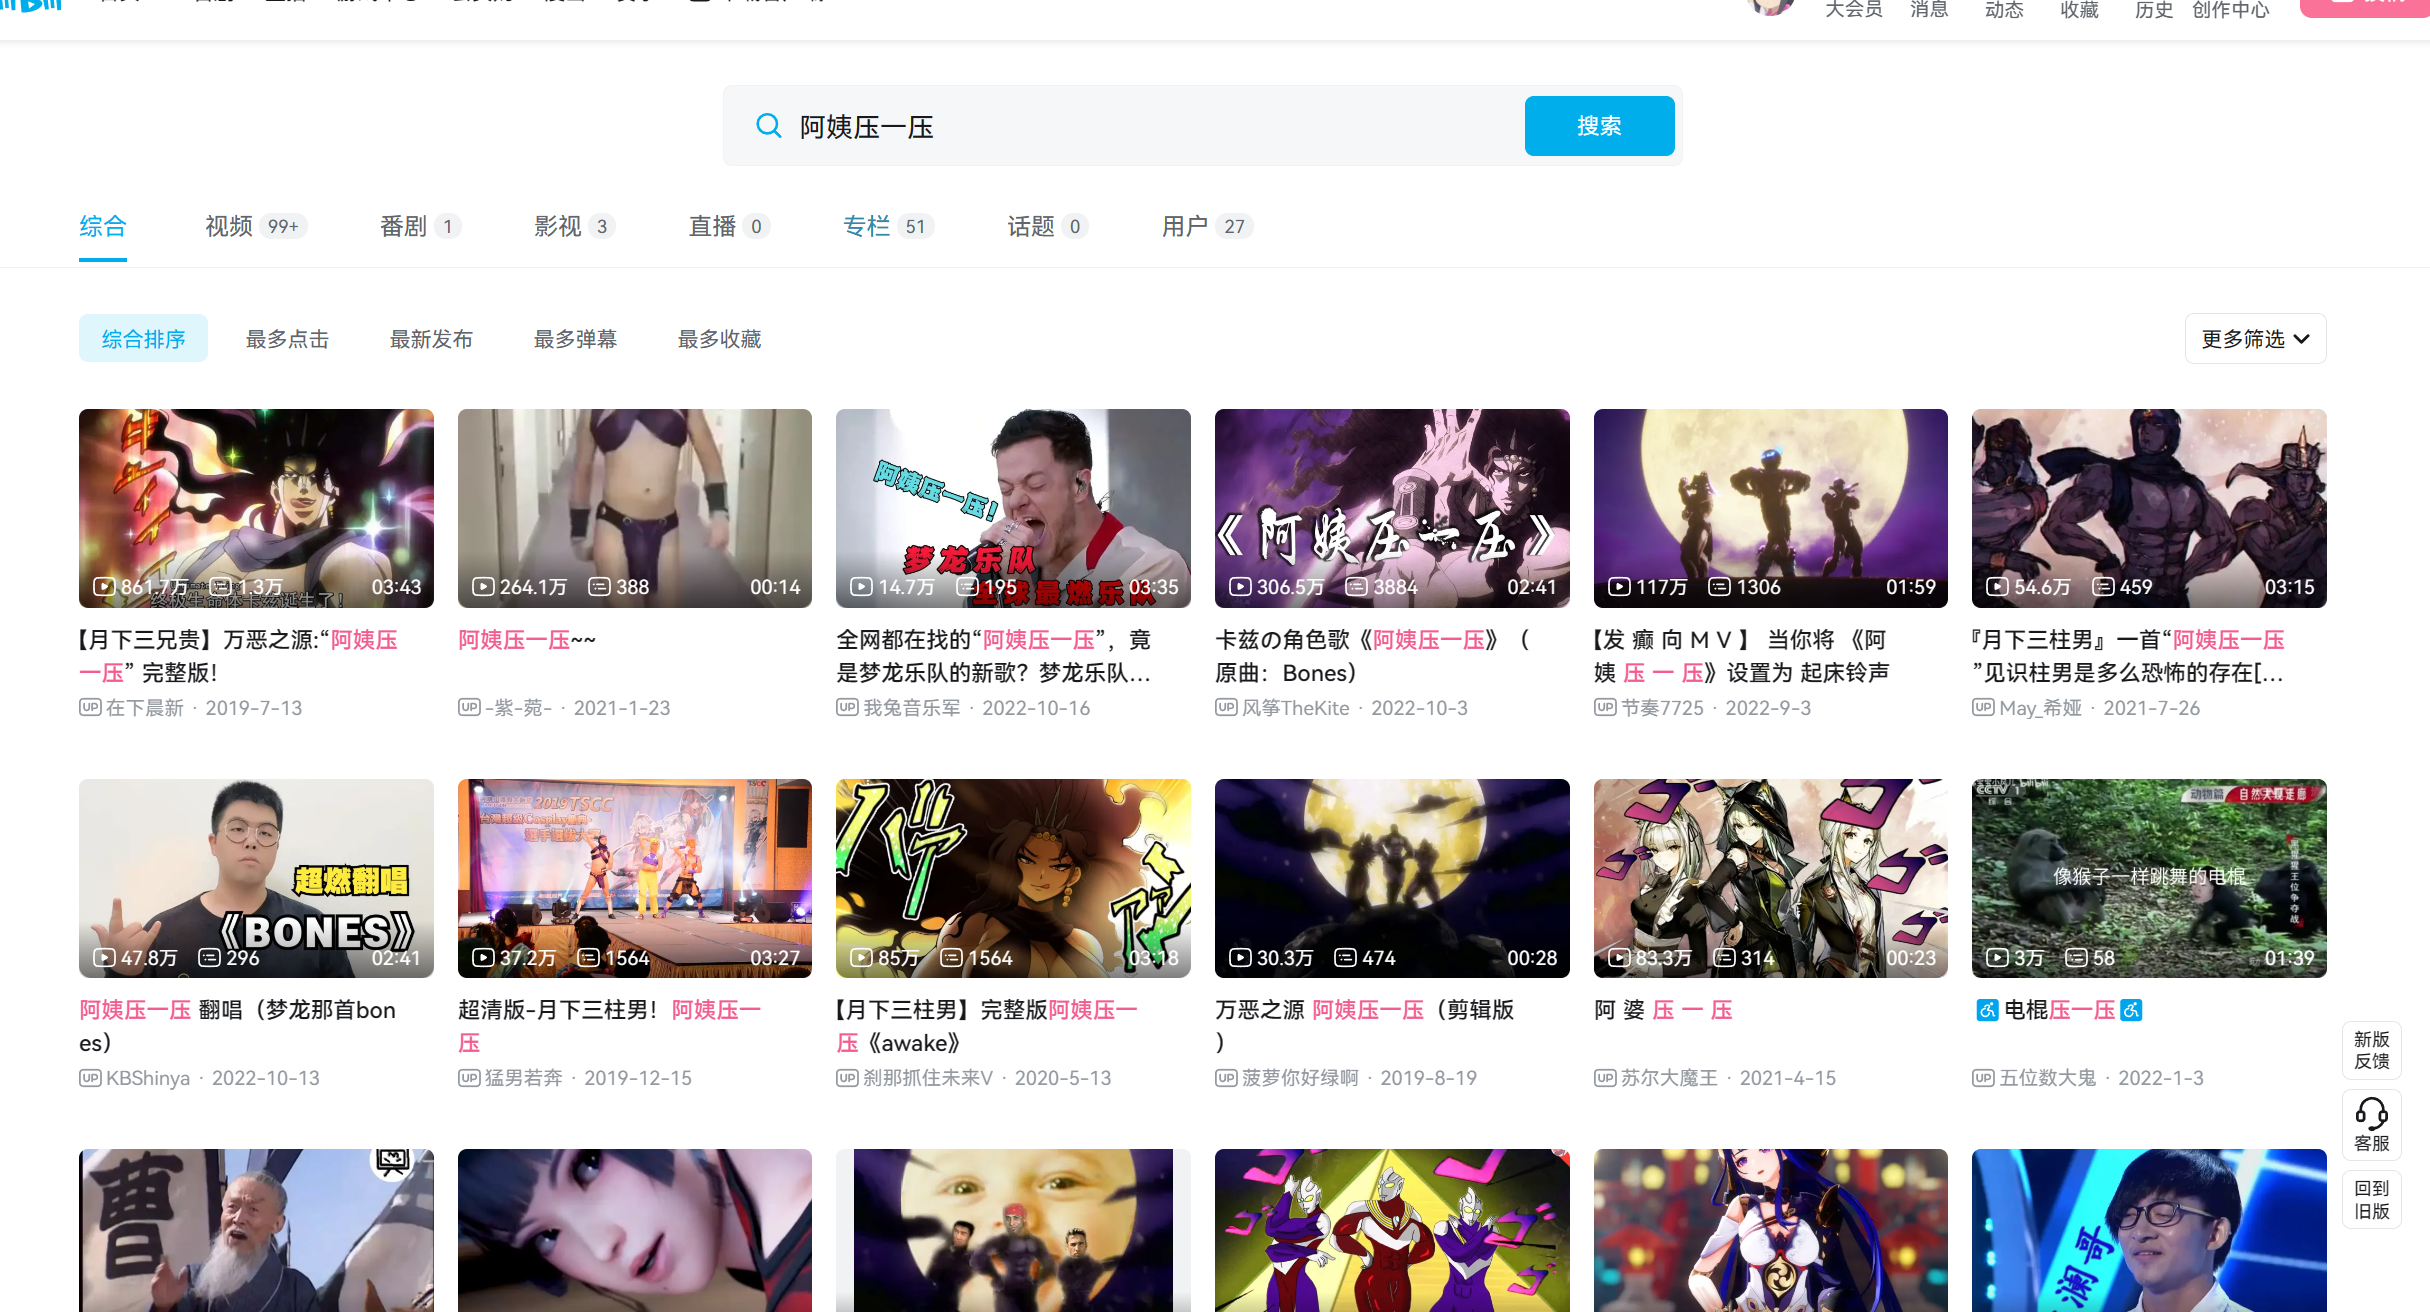 大会员 消息 动态 收藏 历史 创作中心
阿姨压一压 搜索
综合 视频 99+ 番剧 1 影视 3 直播 0 专栏 51 话题 0 用户 27
综合排序 最多点击 最新发布 最多弹幕 最多收藏 更多筛选
终极生命体卡兹诞生了!
861.7万 1.3万 03:43
【月下三兄贵】万恶之源:“阿姨压
一压” 完整版!
UP 在下晨新 · 2019-7-13
264.1万 388 00:14
阿姨压一压~~
UP -紫-菀- · 2021-1-23
阿姨压一压!
梦龙乐队
全球最燃乐队
14.7万 195 03:35
全网都在找的“阿姨压一压”，竟
是梦龙乐队的新歌？梦龙乐队...
UP 我兔音乐军 · 2022-10-16
《阿姨压一压》
306.5万 3884 02:41
卡兹の角色歌《阿姨压一压》（
原曲：Bones）
UP 风筝TheKite · 2022-10-3
117万 1306 01:59
【发 癫 向 M V 】 当你将 《阿
姨 压 一 压》设置为 起床铃声
UP 节奏7725 · 2022-9-3
54.6万 459 03:15
『月下三柱男』一首“阿姨压一压
”见识柱男是多么恐怖的存在[...
UP May_希娅 · 2021-7-26
超燃翻唱
《BONES》
47.8万 296 02:41
阿姨压一压 翻唱（梦龙那首bon
es）
UP KBShinya · 2022-10-13
2019TSCC
37.2万 1564 03:27
超清版-月下三柱男！阿姨压一
压
UP 猛男若奔 · 2019-12-15
85万 1564 03:18
【月下三柱男】完整版阿姨压一
压《awake》
UP 刹那抓住未来V · 2020-5-13
30.3万 474 00:28
万恶之源 阿姨压一压（剪辑版
）
UP 菠萝你好绿啊 · 2019-8-19
83.3万 314 00:23
阿 婆 压 一 压
UP 苏尔大魔王 · 2021-4-15
CCTV 1
动物篇 自然大观走廊
像猴子一样跳舞的电棍
3万 58 01:39
电棍压一压
UP 五位数大鬼 · 2022-1-3
曹
澜哥
新版
反馈
客服
回到
旧版